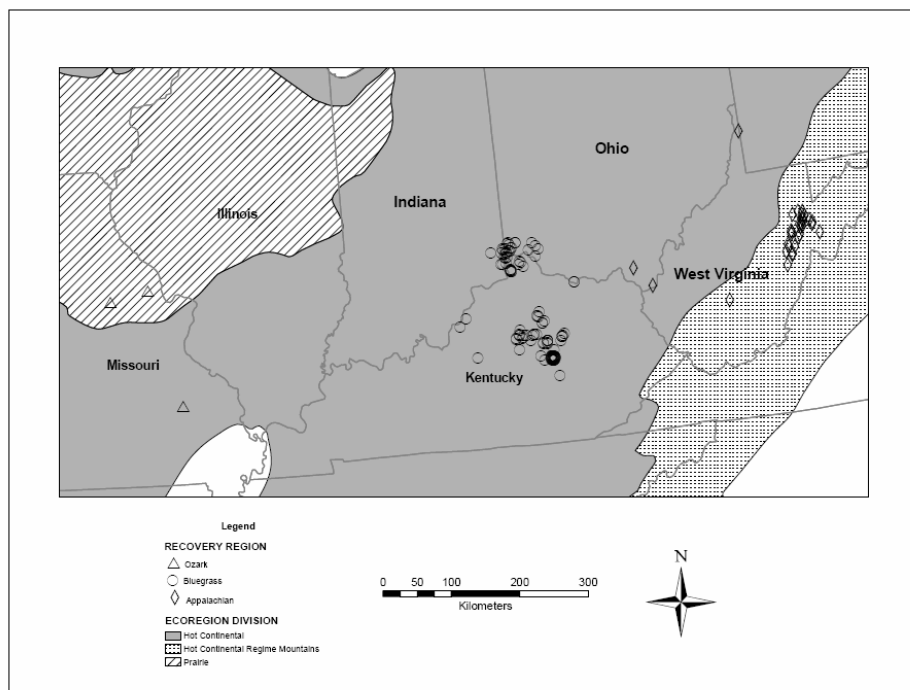 Ohio
Indiana
Illinois
West Virginia
Missouri
Kentucky
Legend
RECOVERY REGION
Ozark
Bluegrass
Appalachian
ECOREGION DIVISION
Hot Continental
Hot Continental Regime Mountains
Prairie
0 50 100 200 300
Kilometers
N